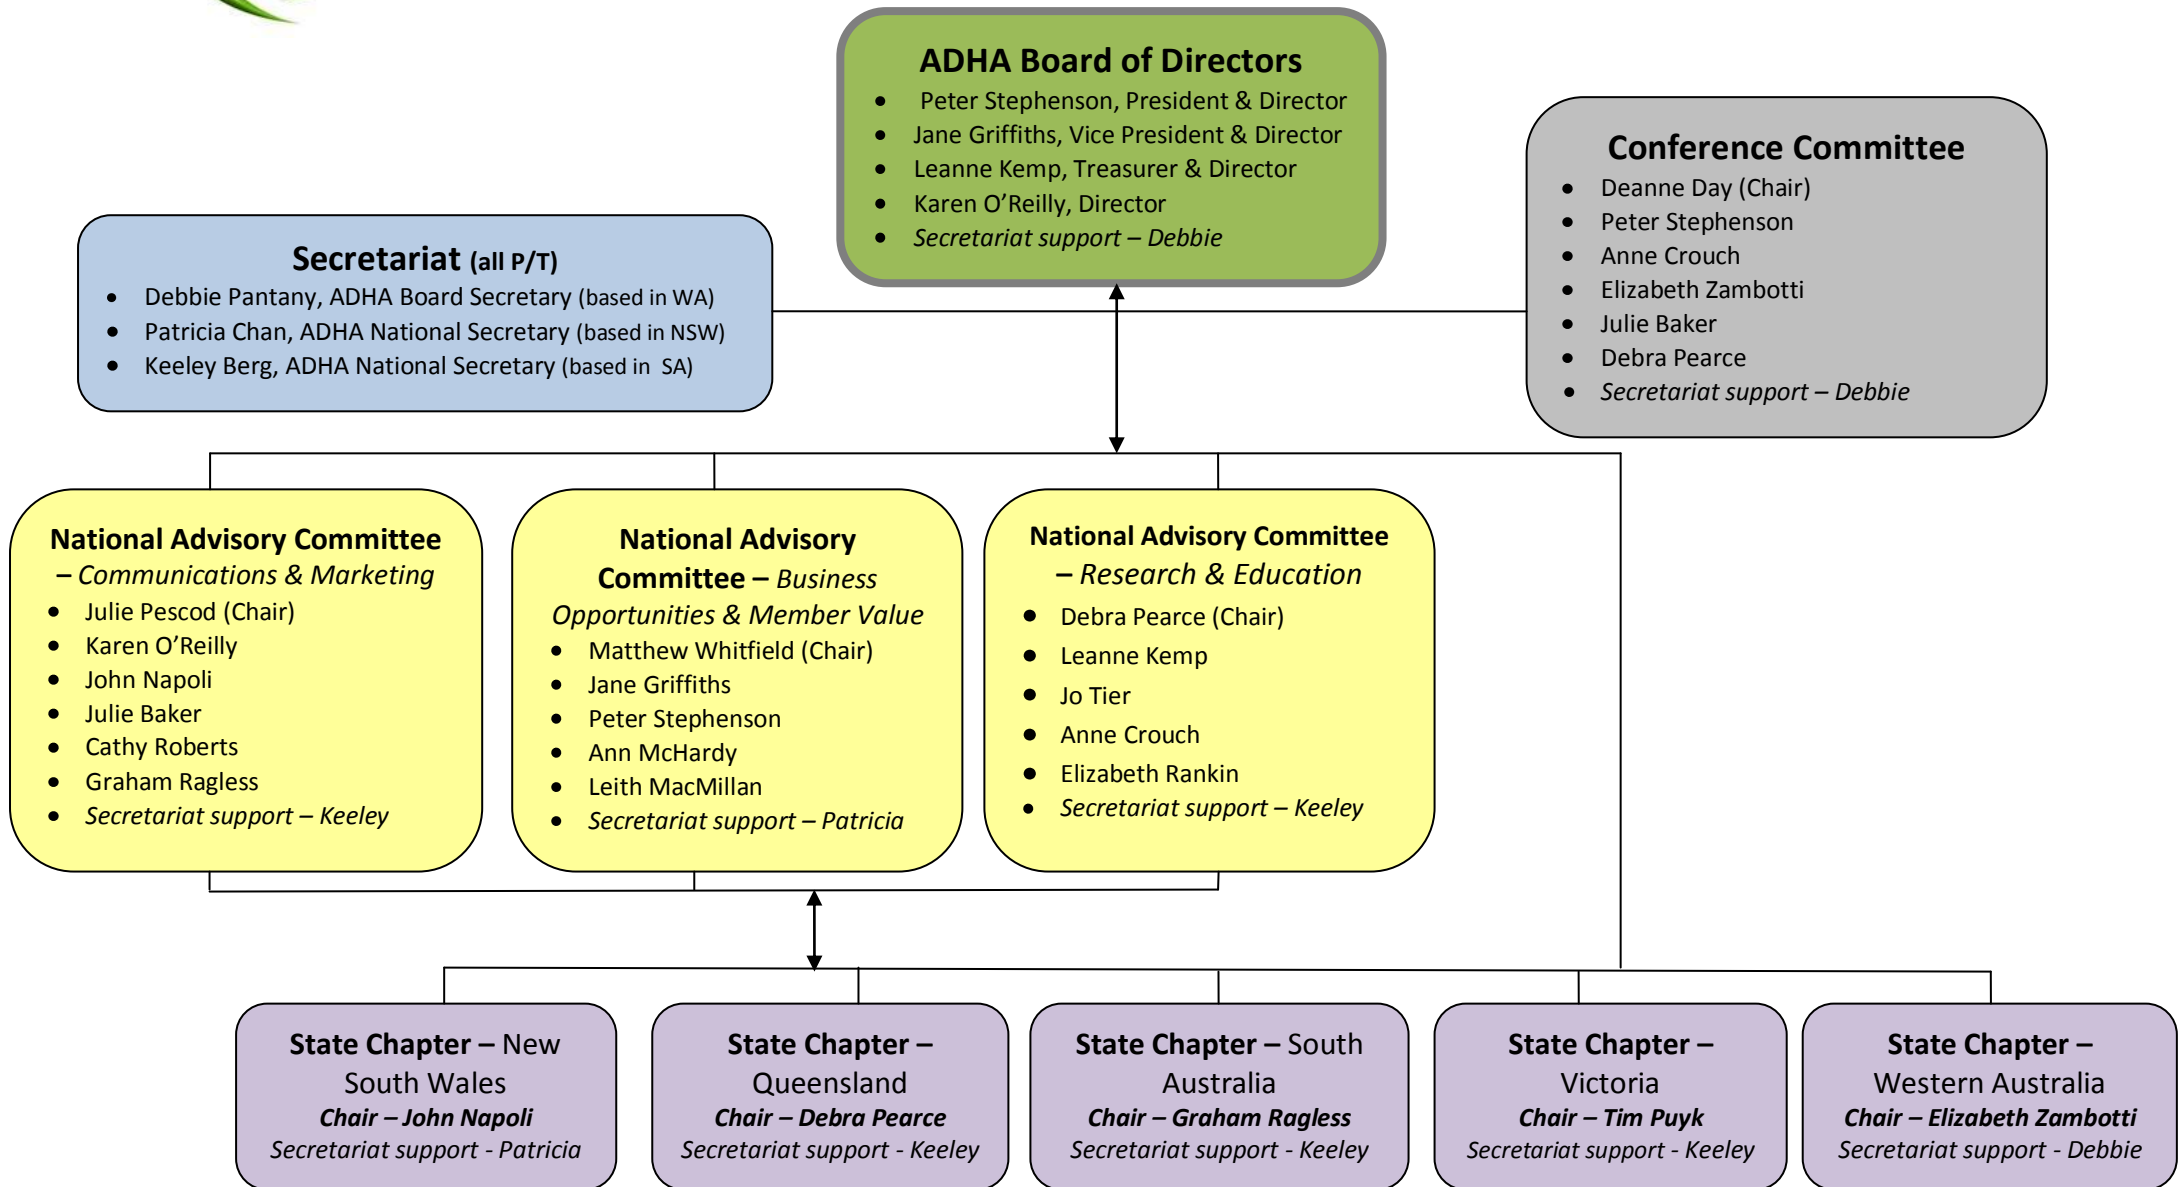 ADHA Board of Directors
• Peter Stephenson, President & Director
• Jane Griffiths, Vice President & Director
• Leanne Kemp, Treasurer & Director
• Karen O’Reilly, Director
• Secretariat support – Debbie
Conference Committee
• Deanne Day (Chair)
• Peter Stephenson
• Anne Crouch
• Elizabeth Zambotti
• Julie Baker
• Debra Pearce
• Secretariat support – Debbie
Secretariat (all P/T)
• Debbie Pantany, ADHA Board Secretary (based in WA)
• Patricia Chan, ADHA National Secretary (based in NSW)
• Keeley Berg, ADHA National Secretary (based in SA)
National Advisory Committee
– Communications & Marketing
• Julie Pescod (Chair)
• Karen O’Reilly
• John Napoli
• Julie Baker
• Cathy Roberts
• Graham Ragless
• Secretariat support – Keeley
National Advisory
Committee – Business
Opportunities & Member Value
• Matthew Whitfield (Chair)
• Jane Griffiths
• Peter Stephenson
• Ann McHardy
• Leith MacMillan
• Secretariat support – Patricia
National Advisory Committee
– Research & Education
• Debra Pearce (Chair)
• Leanne Kemp
• Jo Tier
• Anne Crouch
• Elizabeth Rankin
• Secretariat support – Keeley
State Chapter – New
South Wales
Chair – John Napoli
Secretariat support - Patricia
State Chapter –
Queensland
Chair – Debra Pearce
Secretariat support - Keeley
State Chapter – South
Australia
Chair – Graham Ragless
Secretariat support - Keeley
State Chapter –
Victoria
Chair – Tim Puyk
Secretariat support - Keeley
State Chapter –
Western Australia
Chair – Elizabeth Zambotti
Secretariat support - Debbie